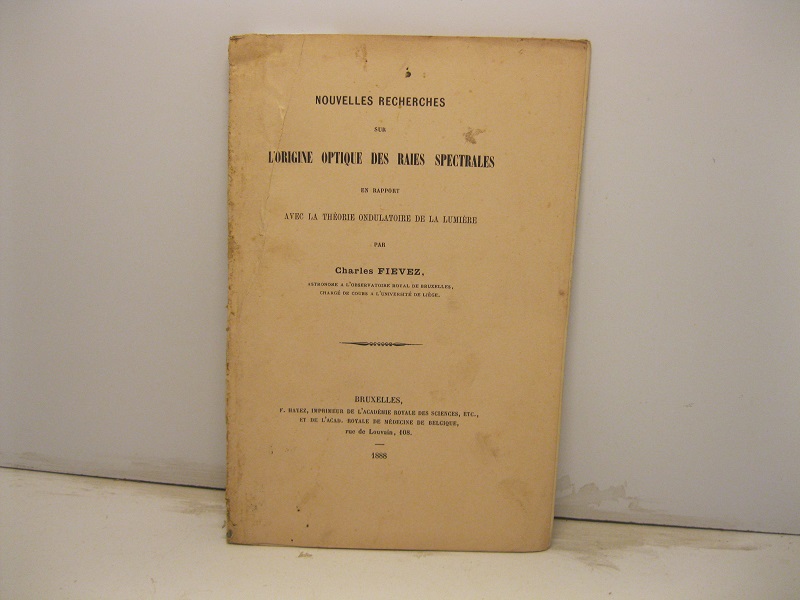 NOUVELLES RECHERCHES
SUR
L'ORIGINE OPTIQUE DES RAIES SPECTRALES
EN RAPPORT
AVEC LA THÉORIE ONDULATOIRE DE LA LUMIÈRE
PAR
Charles FIEVEZ,
ASTRONOME A L'OBSERVATOIRE ROYAL DE BRUXELLES,
CHARGÉ DE COURS A L'UNIVERSITÉ DE LIÉGE.
BRUXELLES,
F. HAYEZ, IMPRIMEUR DE L'ACADÉMIE ROYALE DES SCIENCES, ETC.,
ET DE L'ACAD. ROYALE DE MÉDECINE DE BELGIQUE,
rue de Louvain, 108.
1888